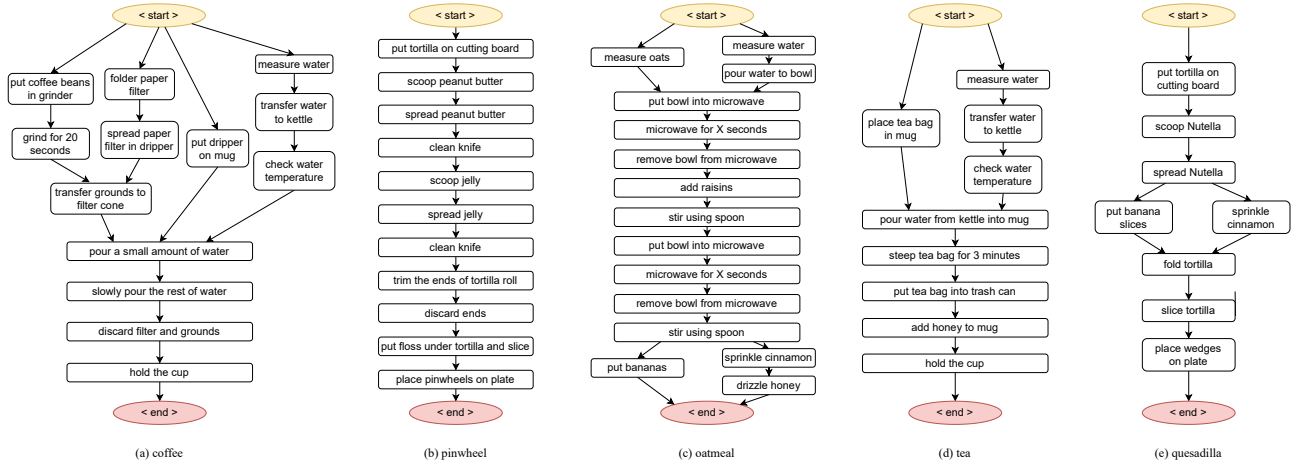 < start >
put coffee beans
in grinder
folder paper
filter
measure water
grind for 20
seconds
spread paper
filter in dripper
put dripper
on mug
transfer water
to kettle
check water
temperature
transfer grounds to
filter cone
pour a small amount of water
slowly pour the rest of water
discard filter and grounds
hold the cup
< end >
(a) coffee
< start >
put tortilla on cutting board
scoop peanut butter
spread peanut butter
clean knife
scoop jelly
spread jelly
clean knife
trim the ends of tortilla roll
discard ends
put floss under tortilla and slice
place pinwheels on plate
< end >
(b) pinwheel
< start >
measure oats
measure water
pour water to bowl
put bowl into microwave
microwave for X seconds
remove bowl from microwave
add raisins
stir using spoon
put bowl into microwave
microwave for X seconds
remove bowl from microwave
stir using spoon
put bananas
sprinkle cinnamon
drizzle honey
< end >
(c) oatmeal
< start >
place tea bag
in mug
measure water
transfer water
to kettle
check water
temperature
pour water from kettle into mug
steep tea bag for 3 minutes
put tea bag into trash can
add honey to mug
hold the cup
< end >
(d) tea
< start >
put tortilla on
cutting board
scoop Nutella
spread Nutella
put banana
slices
sprinkle
cinnamon
fold tortilla
slice tortilla
place wedges
on plate
< end >
(e) quesadilla